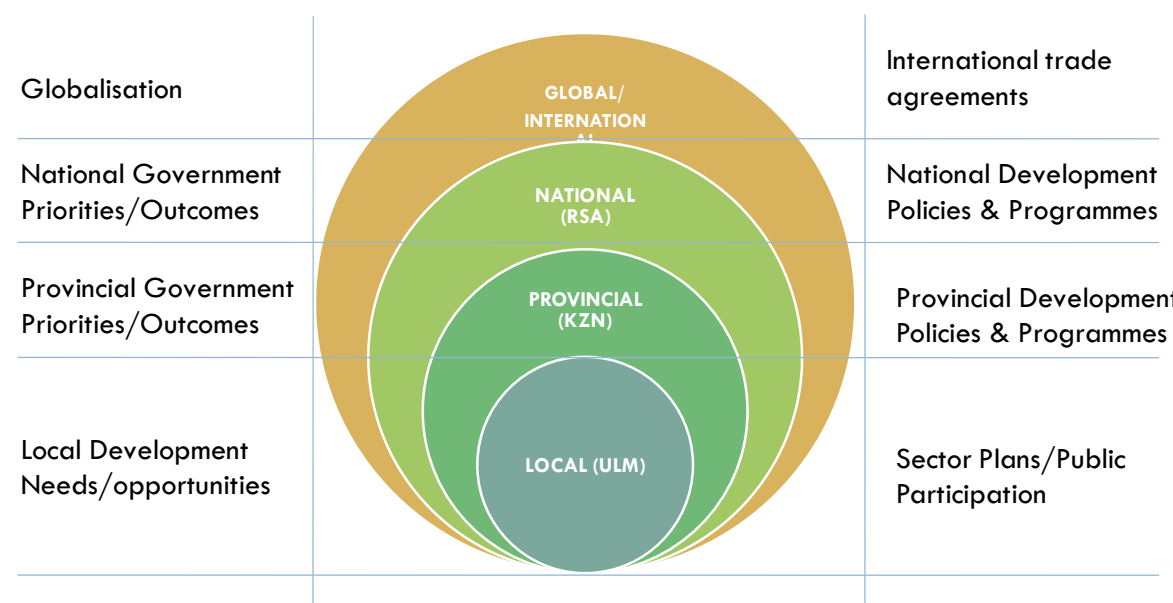 Globalisation
GLOBAL/
INTERNATION
AL
International trade
agreements
National Government
Priorities/Outcomes
NATIONAL
(RSA)
National Development
Policies & Programmes
Provincial Government
Priorities/Outcomes
PROVINCIAL
(KZN)
Provincial Development
Policies & Programmes
Local Development
Needs/opportunities
LOCAL (ULM)
Sector Plans/Public
Participation